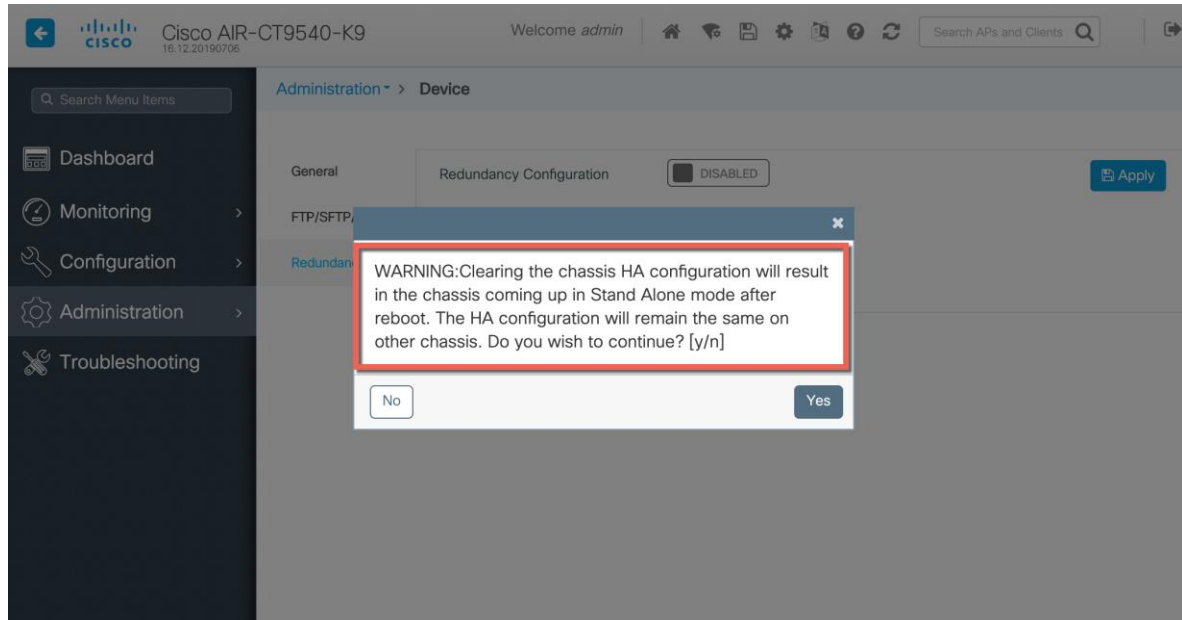 CISCO
Cisco AIR-CT9540-K9
16.12.20190706
Welcome admin
Search APs and Clients
Search Menu Items
Administration > Device
Dashboard
Monitoring
Configuration
Administration
Troubleshooting
General
FTP/SFTP/
Redundan
Redundancy Configuration
DISABLED
Apply
WARNING:Clearing the chassis HA configuration will result
in the chassis coming up in Stand Alone mode after
reboot. The HA configuration will remain the same on
other chassis. Do you wish to continue? [y/n]
No
Yes